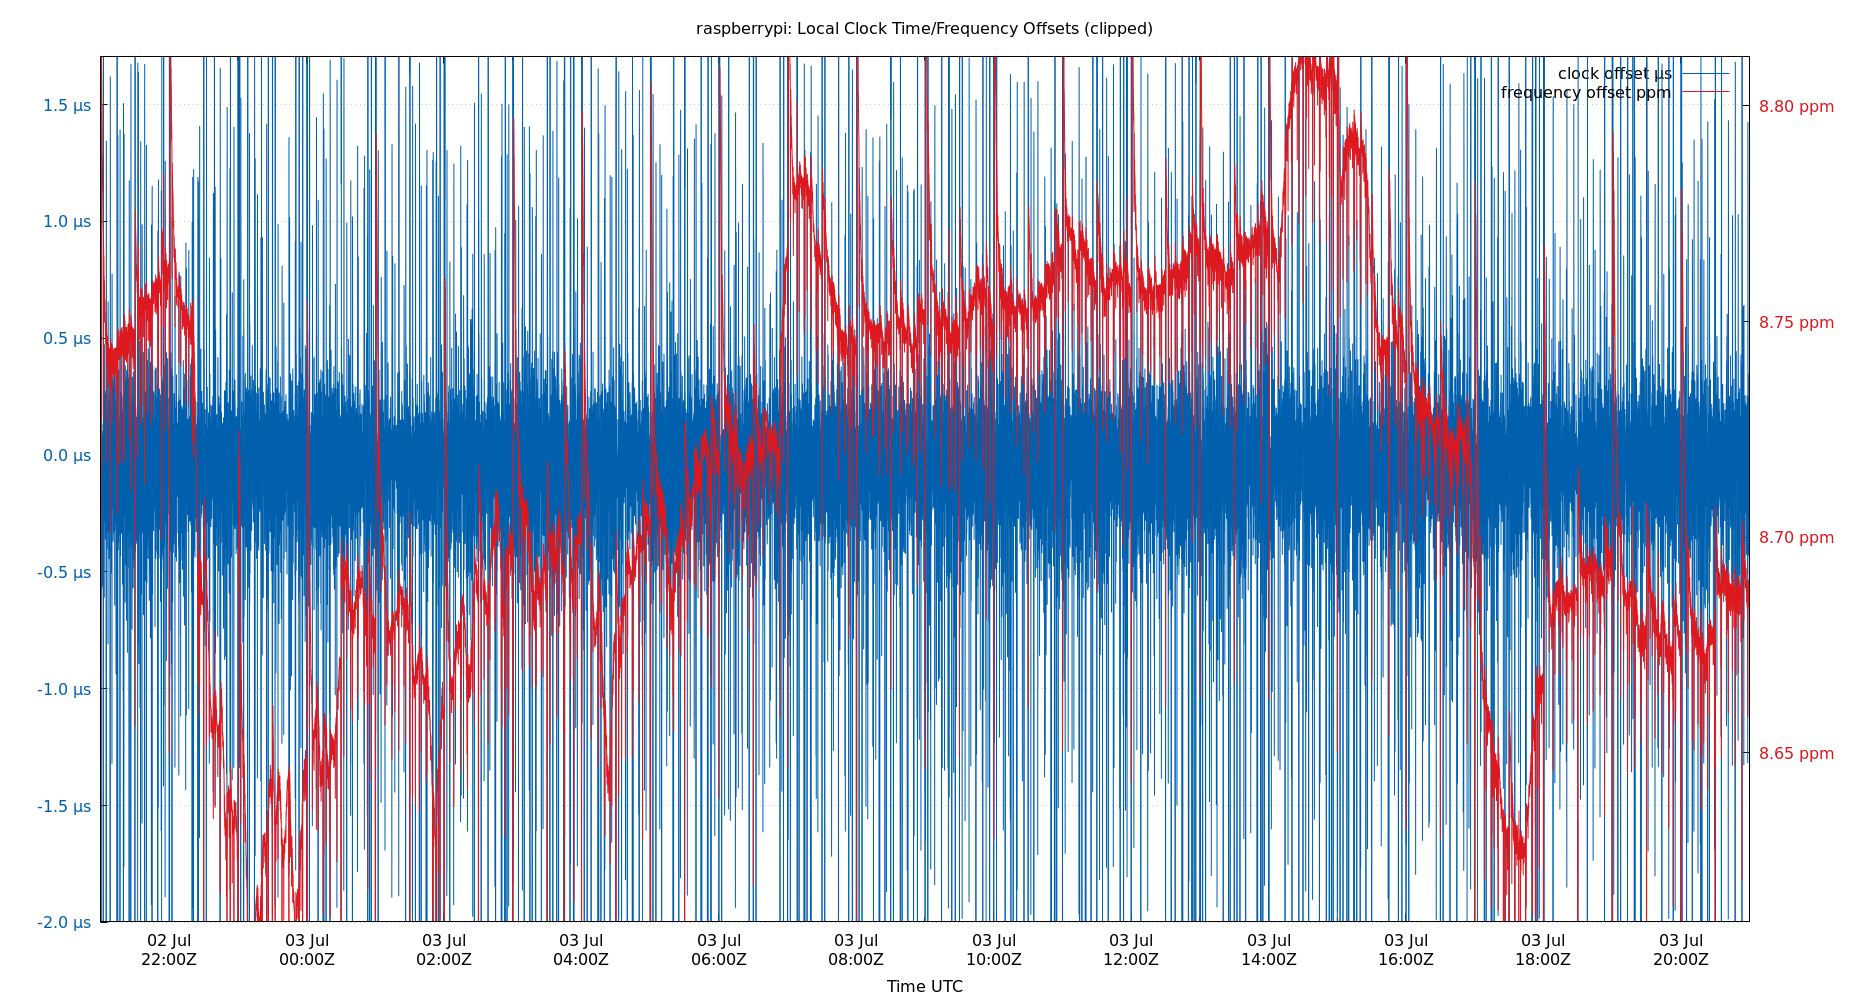 raspberrypi: Local Clock Time/Frequency Offsets (clipped)
clock offset µs
frequency offset ppm
1.5 µs
1.0 µs
0.5 µs
0.0 µs
-0.5 µs
-1.0 µs
-1.5 µs
-2.0 µs
8.80 ppm
8.75 ppm
8.70 ppm
8.65 ppm
02 Jul 03 Jul 03 Jul 03 Jul 03 Jul 03 Jul 03 Jul 03 Jul 03 Jul 03 Jul 03 Jul 03 Jul
22:00Z 00:00Z 02:00Z 04:00Z 06:00Z 08:00Z 10:00Z 12:00Z 14:00Z 16:00Z 18:00Z 20:00Z
Time UTC